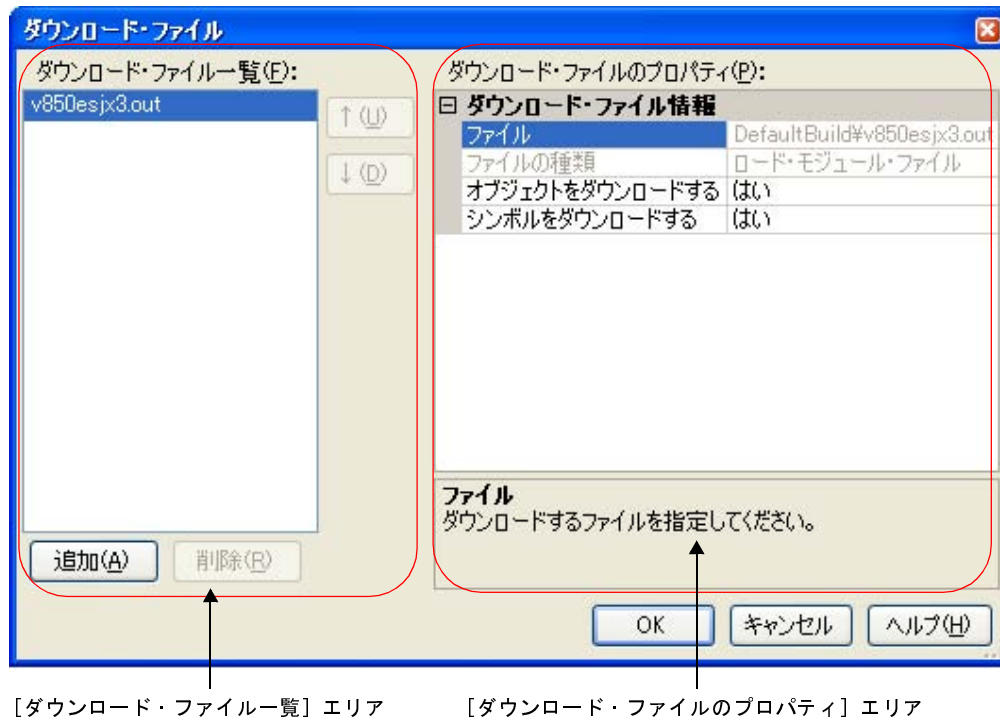 ダウンロード・ファイル
ダウンロード・ファイル一覧(F):
v850esjx3.out
↑(U)
↓(D)
追加(A)
削除(R)
ダウンロード・ファイルのプロパティ(P):
ダウンロード・ファイル情報
ファイル DefaultBuild¥v850esjx3.out
ファイルの種類 ロード・モジュール・ファイル
オブジェクトをダウンロードする はい
シンボルをダウンロードする はい
ファイル
ダウンロードするファイルを指定してください。
OK キャンセル ヘルプ(H)
[ダウンロード・ファイル一覧] エリア [ダウンロード・ファイルのプロパティ] エリア